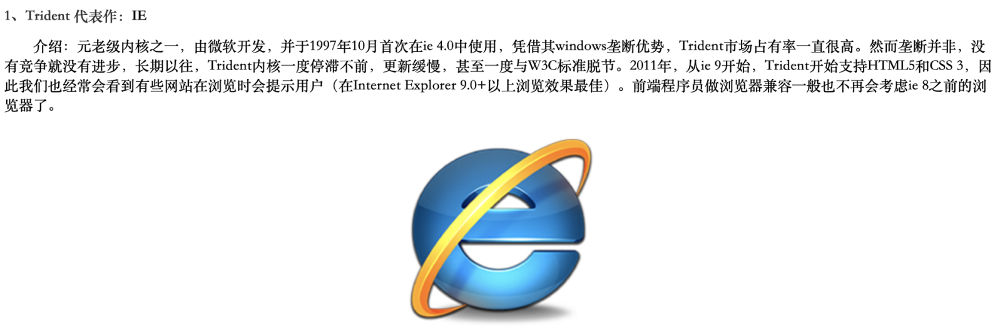 1、Trident 代表作：IE
介绍：元老级内核之一，由微软开发，并于1997年10月首次在ie 4.0中使用，凭借其windows垄断优势，Trident市场占有率一直很高。然而垄断并非，没
有竞争就没有进步，长期以往，Trident内核一度停滞不前，更新缓慢，甚至一度与W3C标准脱节。2011年，从ie 9开始，Trident开始支持HTML5和CSS 3，因
此我们也经常会看到有些网站在浏览时会提示用户（在Internet Explorer 9.0+以上浏览效果最佳）。前端程序员做浏览器兼容一般也不再会考虑ie 8之前的浏
览器了。